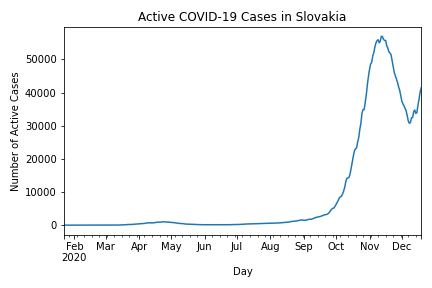 Active COVID-19 Cases in Slovakia
Number of Active Cases
50000
40000
30000
20000
10000
0
Feb Mar Apr May Jun Jul Aug Sep Oct Nov Dec
2020
Day